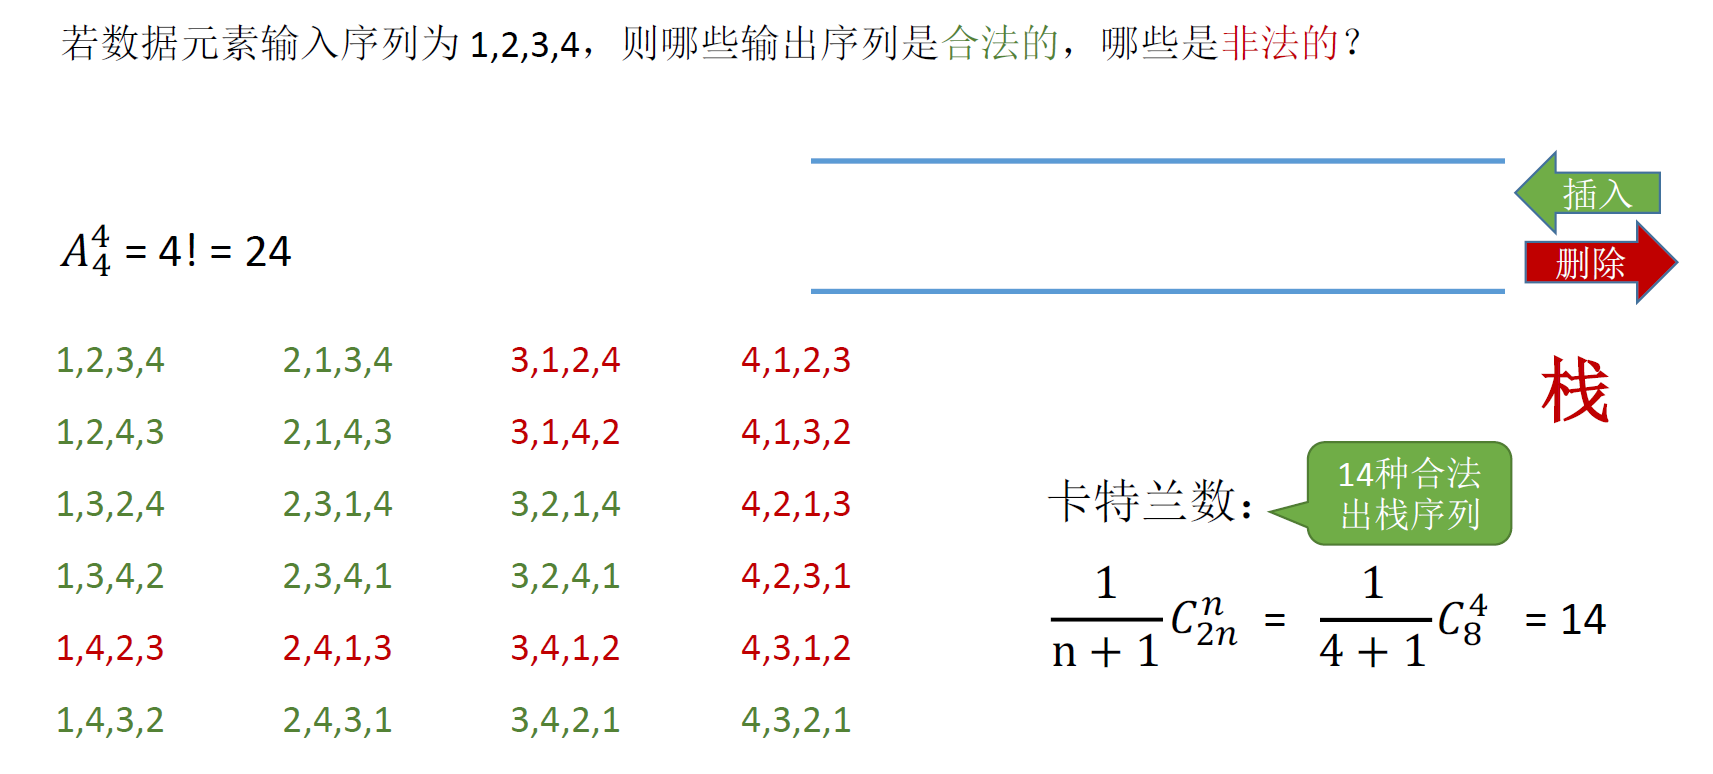 若数据元素输入序列为 1,2,3,4，则哪些输出序列是合法的，哪些是非法的？
插入
删除
A₄⁴ = 4! = 24
1,2,3,4 2,1,3,4 3,1,2,4 4,1,2,3
栈
1,2,4,3 2,1,4,3 3,1,4,2 4,1,3,2
1,3,2,4 2,3,1,4 3,2,1,4 4,2,1,3
1,3,4,2 2,3,4,1 3,2,4,1 4,2,3,1
1,4,2,3 2,4,1,3 3,4,1,2 4,3,1,2
1,4,3,2 2,4,3,1 3,4,2,1 4,3,2,1
14种合法
出栈序列
卡特兰数：
1/(n + 1) C₂ₙⁿ = 1/(4 + 1) C₈⁴ = 14